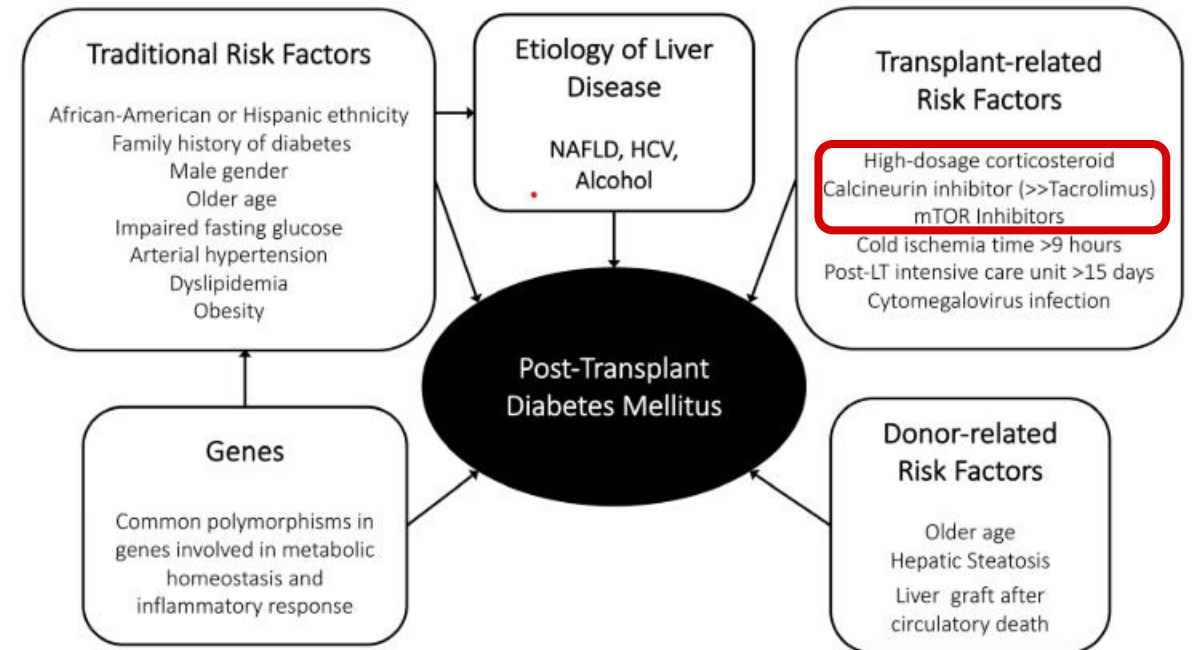 Traditional Risk Factors
African-American or Hispanic ethnicity
Family history of diabetes
Male gender
Older age
Impaired fasting glucose
Arterial hypertension
Dyslipidemia
Obesity
Etiology of Liver
Disease
NAFLD, HCV,
Alcohol
Transplant-related
Risk Factors
High-dosage corticosteroid
Calcineurin inhibitor (>>Tacrolimus)
mTOR Inhibitors
Cold ischemia time >9 hours
Post-LT intensive care unit >15 days
Cytomegalovirus infection
Post-Transplant
Diabetes Mellitus
Genes
Common polymorphisms in
genes involved in metabolic
homeostasis and
inflammatory response
Donor-related
Risk Factors
Older age
Hepatic Steatosis
Liver graft after
circulatory death